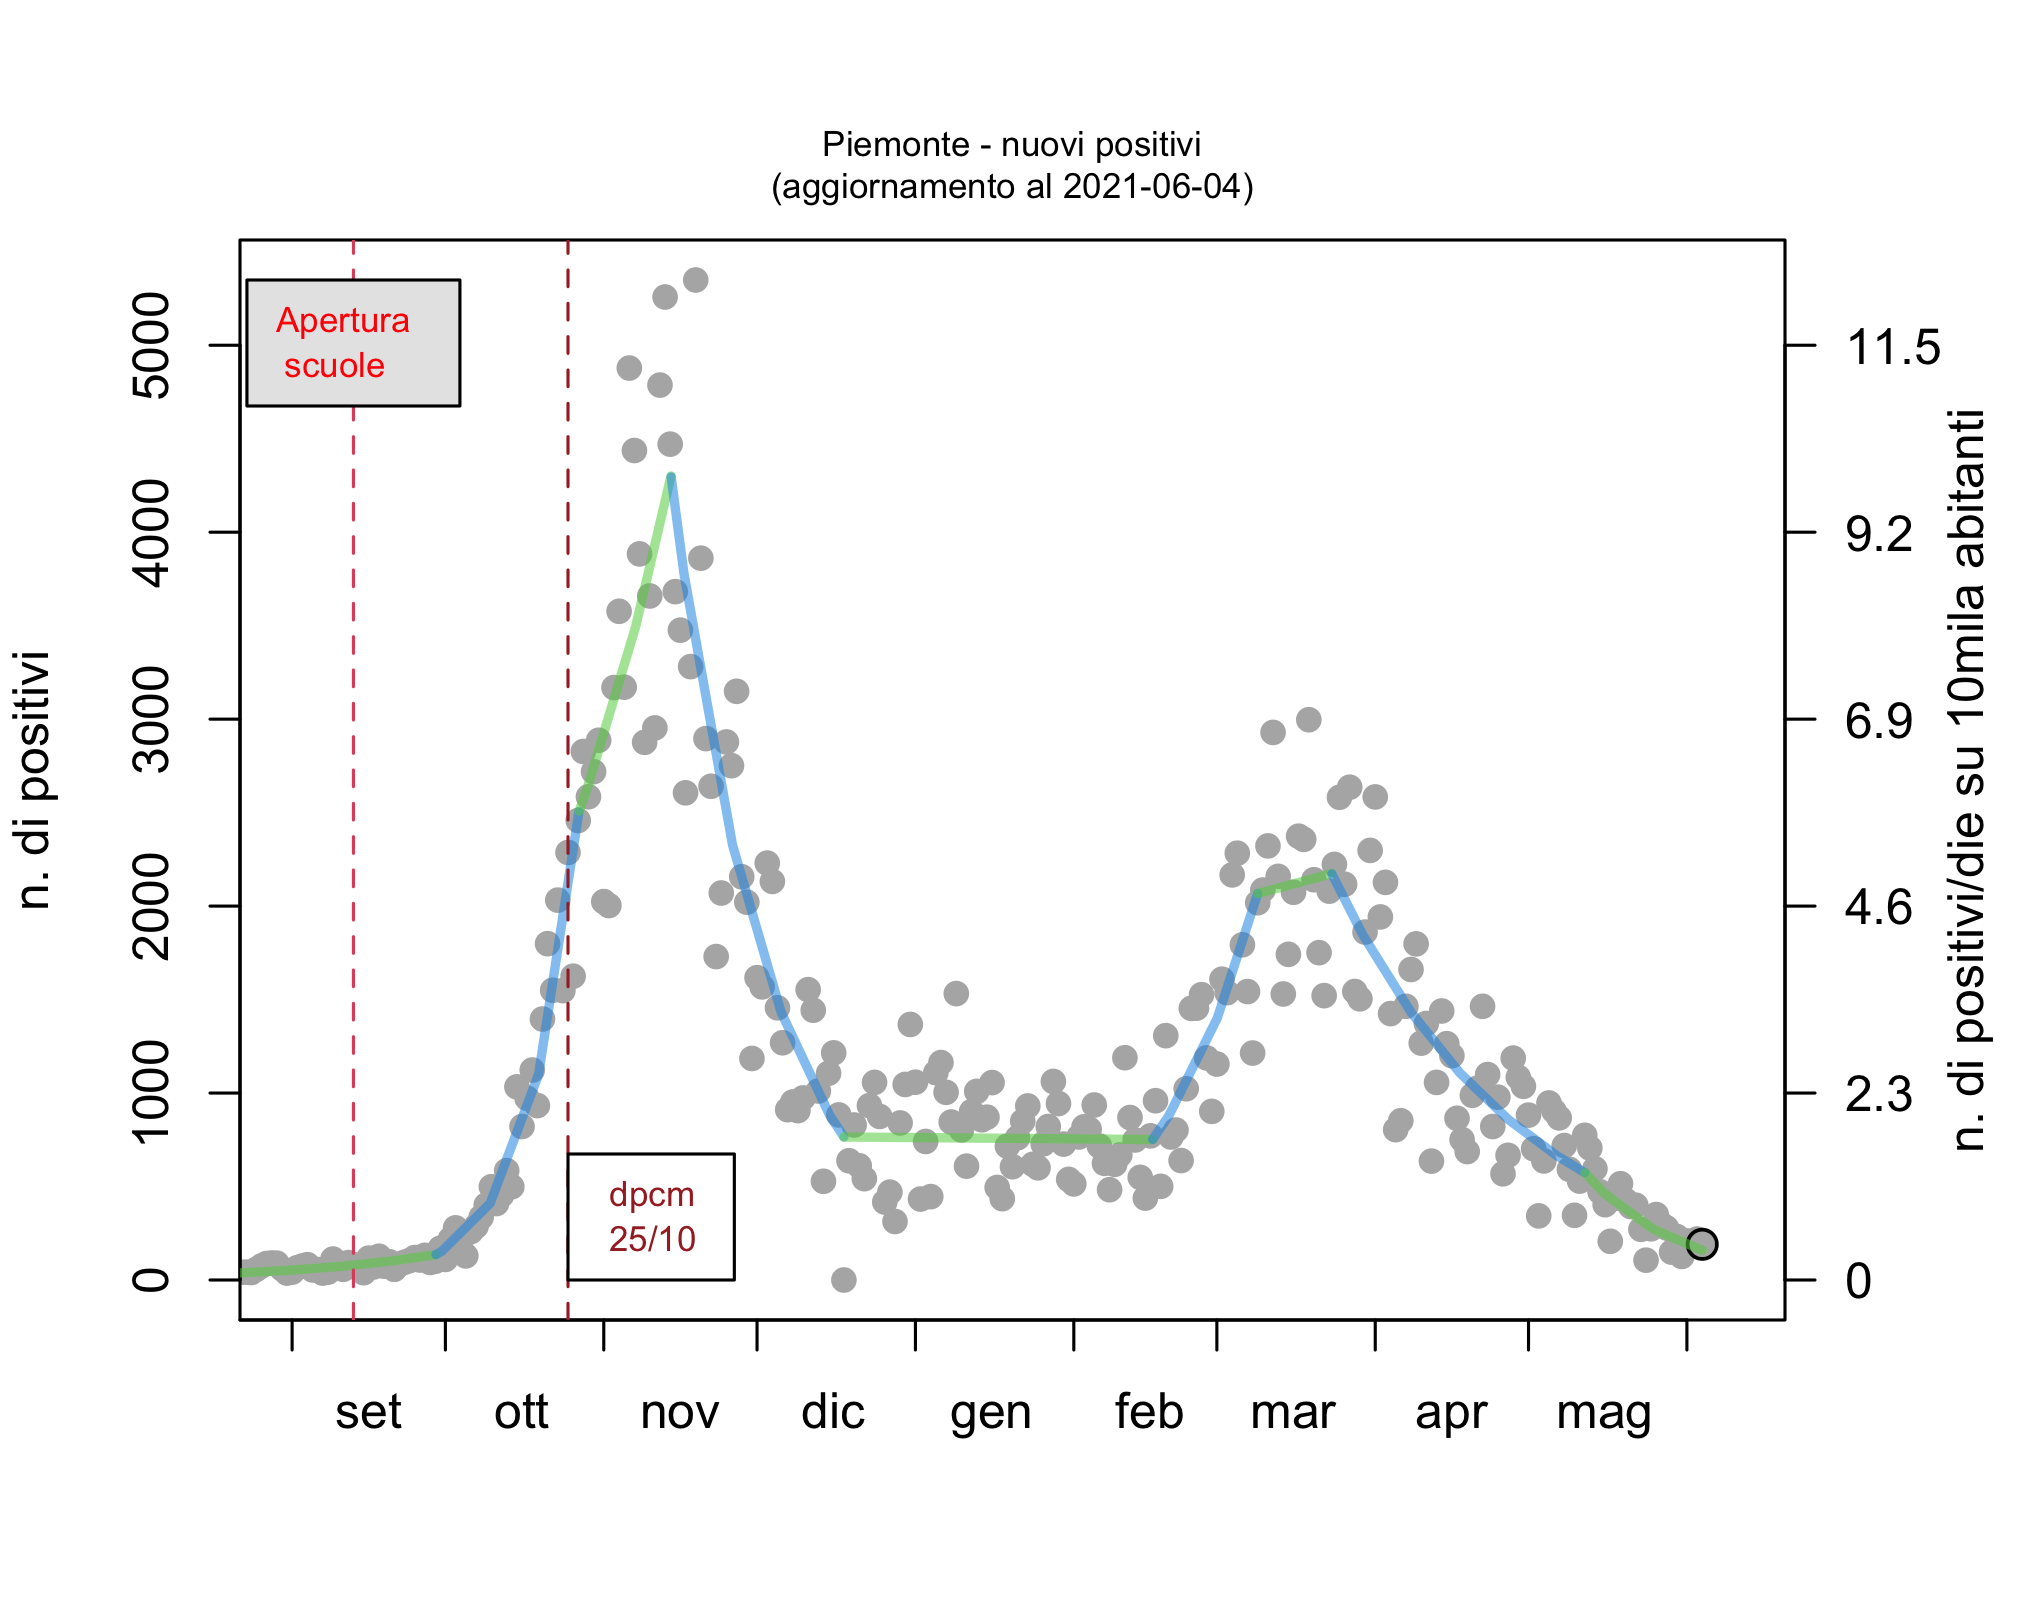 Piemonte - nuovi positivi
(aggiornamento al 2021-06-04)
n. di positivi
5000
4000
3000
2000
1000
0
Apertura
scuole
dpcm
25/10
11.5
9.2
6.9
4.6
2.3
0
n. di positivi/die su 10mila abitanti
set ott nov dic gen feb mar apr mag